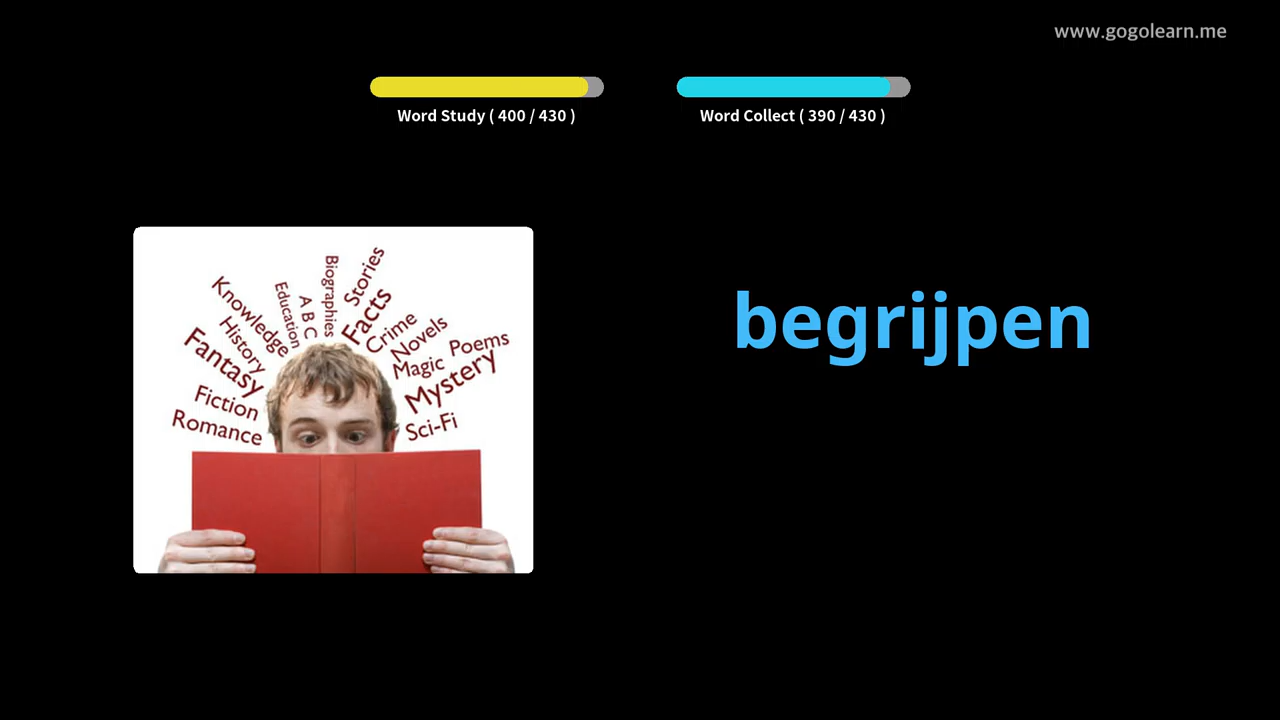 www.gogolearn.me
Word Study ( 400 / 430 )
Word Collect ( 390 / 430 )
Biographies
Stories
Education
A B C
Facts
Knowledge
Crime
History
Novels
Fantasy
Magic
Poems
Fiction
Mystery
Romance
Sci-Fi
begrijpen